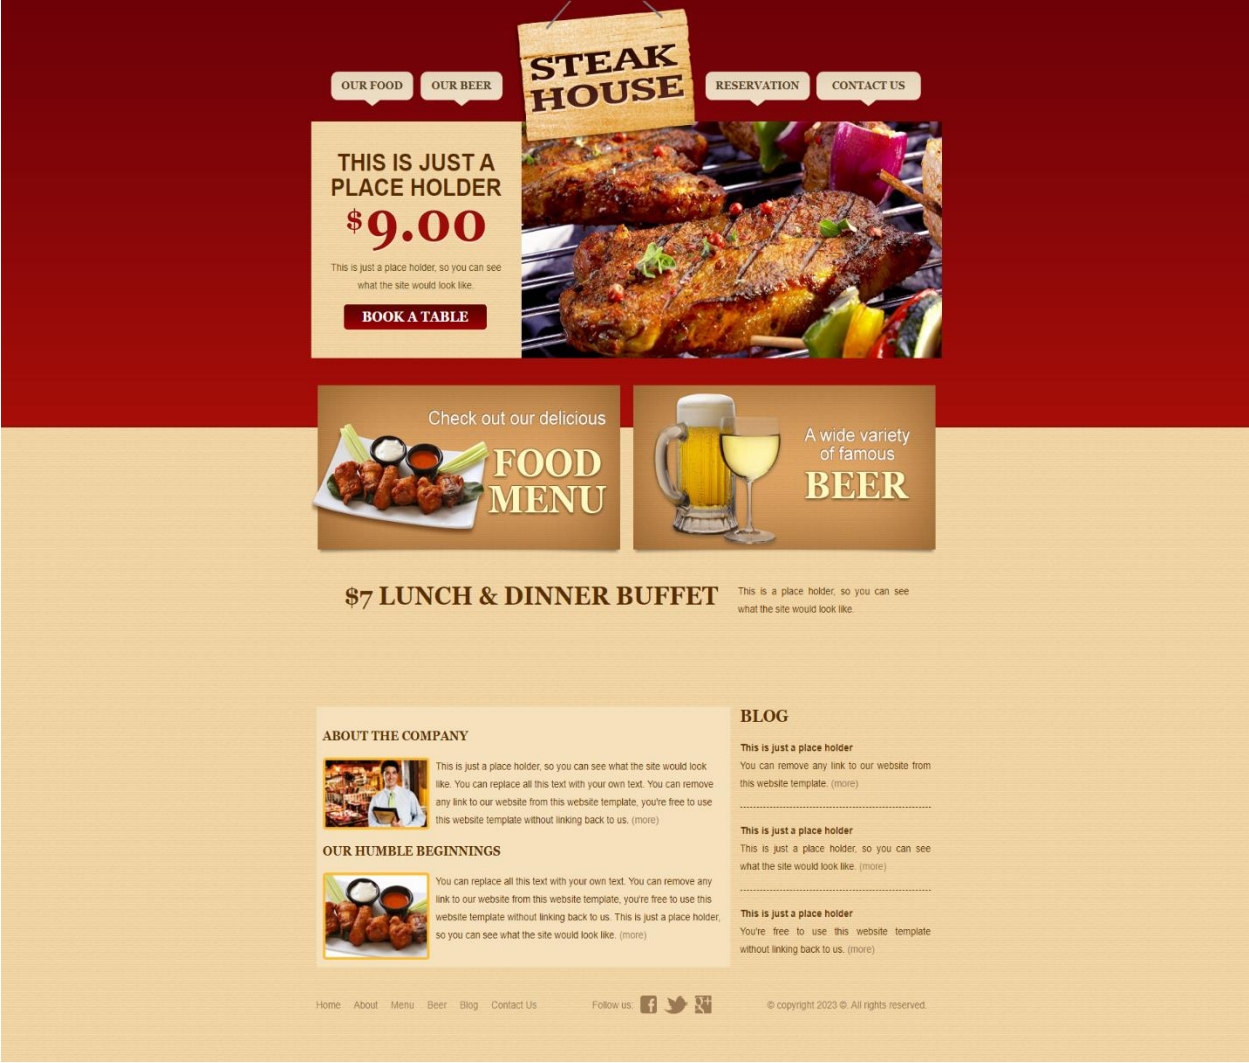 STEAK
HOUSE
OUR FOOD
OUR BEER
RESERVATION
CONTACT US
THIS IS JUST A
PLACE HOLDER
$9.00
This is just a place holder, so you can see
what the site would look like.
BOOK A TABLE
Check out our delicious
FOOD
MENU
A wide variety
of famous
BEER
$7 LUNCH & DINNER BUFFET
This is a place holder, so you can see
what the site would look like.
ABOUT THE COMPANY
This is just a place holder, so you can see what the site would look
like. You can replace all this text with your own text. You can remove
any link to our website from this website template, you're free to use
this website template without linking back to us. (more)
OUR HUMBLE BEGINNINGS
You can replace all this text with your own text. You can remove any
link to our website from this website template, you're free to use this
website template without linking back to us. This is just a place holder,
so you can see what the site would look like. (more)
BLOG
This is just a place holder
You can remove any link to our website from
this website template. (more)
This is just a place holder
This is just a place holder, so you can see
what the site would look like. (more)
This is just a place holder
You're free to use this website template
without linking back to us. (more)
Home About Menu Beer Blog Contact Us
Follow us:
© copyright 2023 ©. All rights reserved.